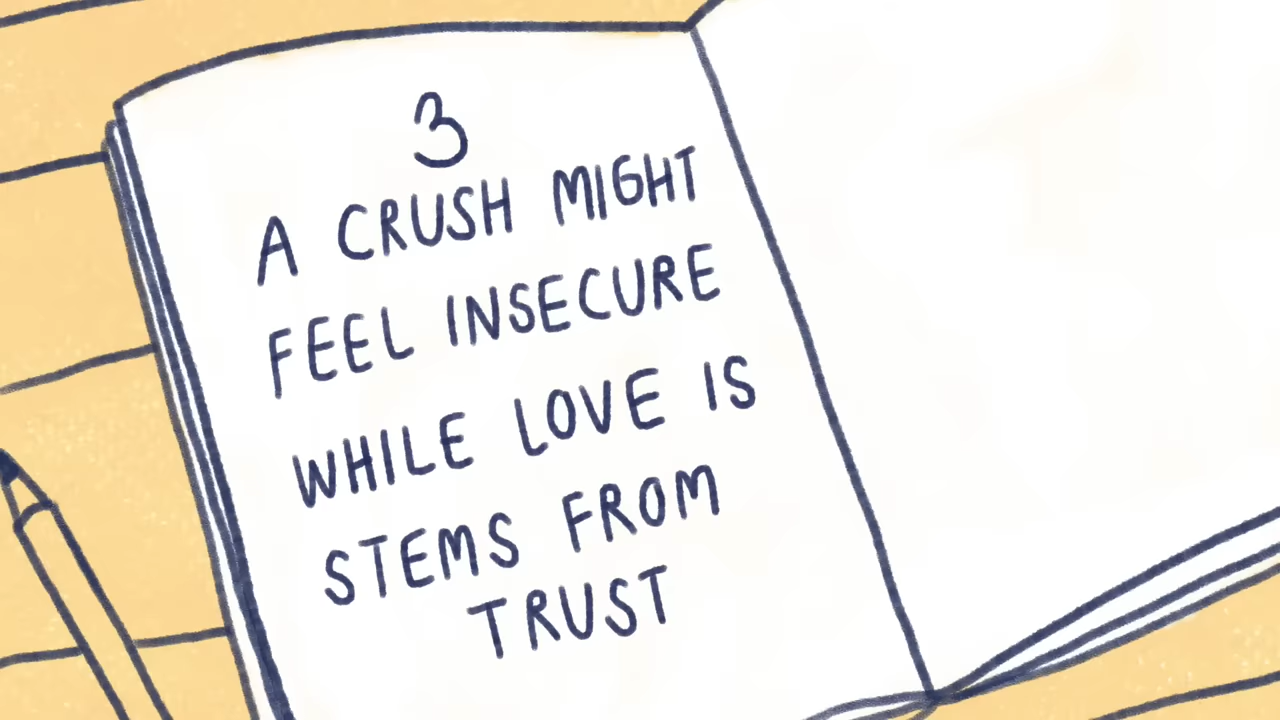 3
A CRUSH MIGHT
FEEL INSECURE
WHILE LOVE IS
STEMS FROM
TRUST